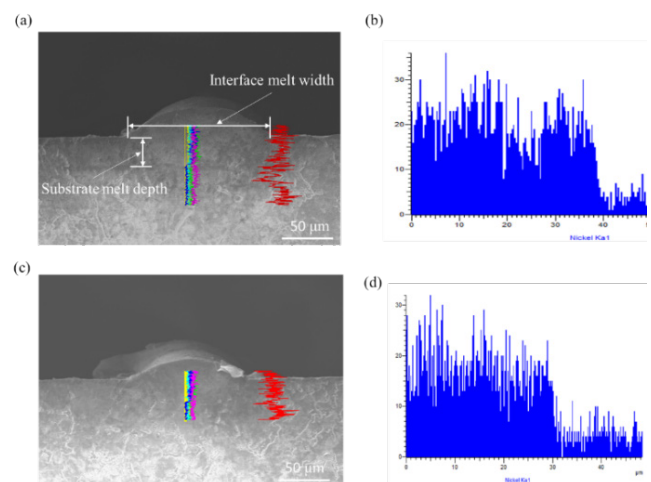 (a)
Interface melt width
Substrate melt depth
50 μm
(b)
30
20
10
0
0 10 20 30 40
Nickel Ka1
(c)
50 μm
(d)
30
20
10
0
0 10 20 30 40
μm
Nickel Ka1